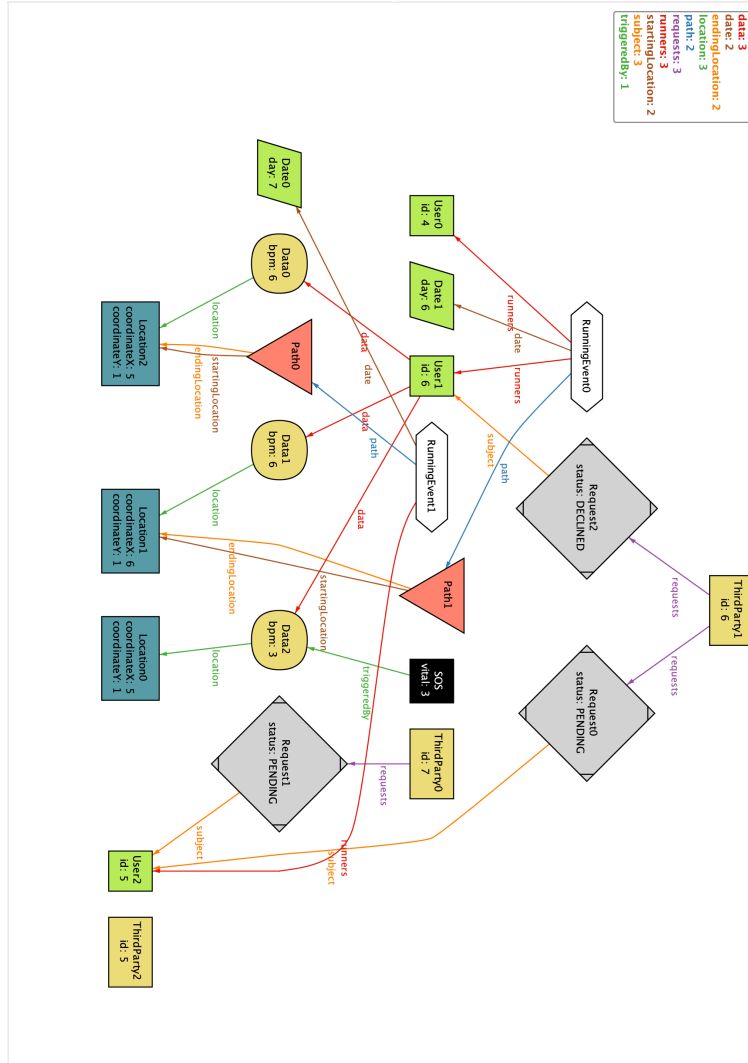 data: 3
date: 2
endingLocation: 2
location: 3
path: 2
requests: 3
runners: 3
startingLocation: 2
subject: 3
triggeredBy: 1
ThirdParty1
id: 6
requests
requests
RunningEvent0
Request2
status: DECLINED
Request0
status: PENDING
runners
date
runners
path
subject
User0
id: 4
Date1
day: 6
User1
id: 6
RunningEvent1
Path1
SOS
vital: 3
ThirdParty0
id: 7
data
date
data
path
data
startingLocation
triggeredBy
requests
runners
subject
Date0
day: 7
Data0
bpm: 6
Path0
Data1
bpm: 6
Data2
bpm: 3
Request1
status: PENDING
location
startingLocation
endingLocation
location
endingLocation
location
subject
Location2
coordinateX: 5
coordinateY: 1
Location1
coordinateX: 6
coordinateY: 1
Location0
coordinateX: 5
coordinateY: 1
User2
id: 5
ThirdParty2
id: 5